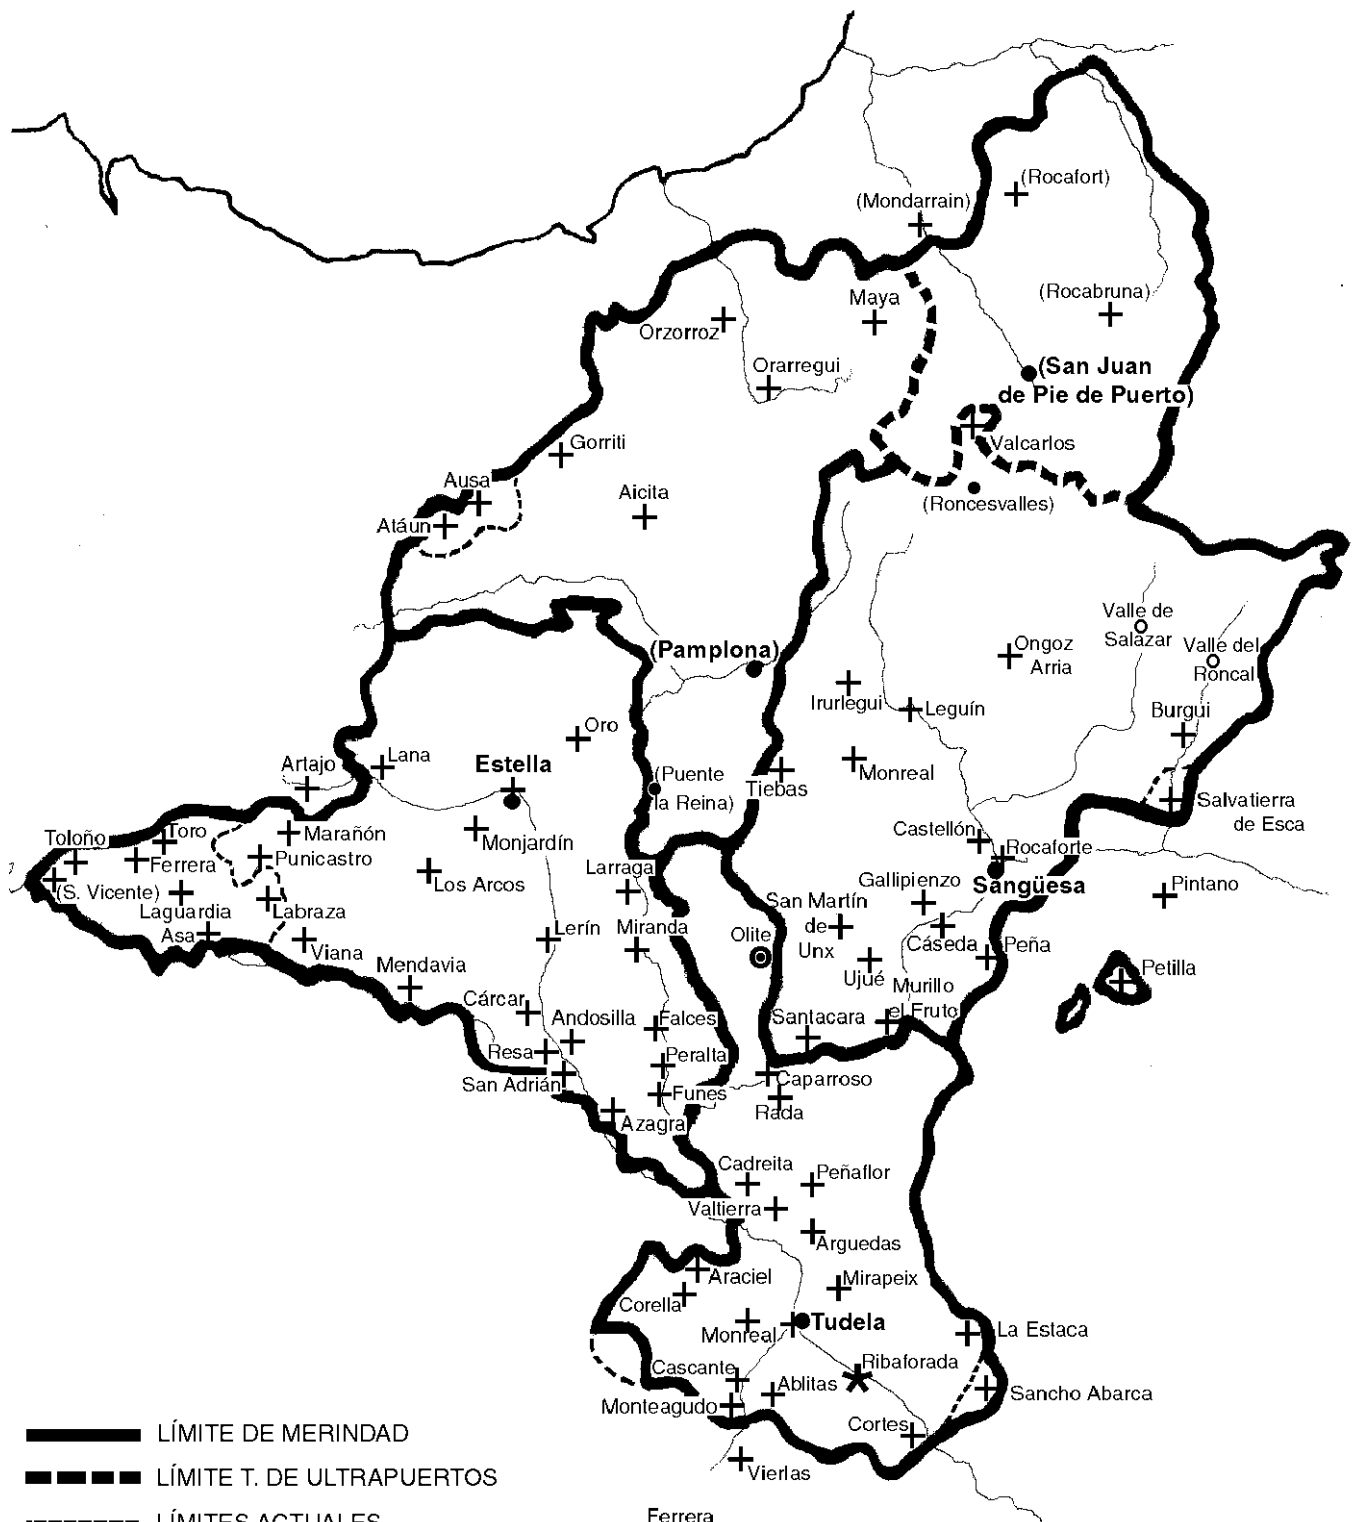 (Rocafort)
(Mondarrain)
(Rocabruna)
Maya
Orzorroz
Orarregui
(San Juan
de Pie de Puerto)
Valcarlos
Gorriti
Ausa
Aicita
(Roncesvalles)
Atáun
Valle de
Salazar
Valle del
Roncal
(Pamplona)
Ongoz
Arria
Irurlegui
Leguín
Burgui
Oro
Lana
Artajo
Estella
(Puente
la Reina)
Tiebas
Monreal
Salvatierra
de Esca
Toloño
Toro
Marañón
Monjardín
Castellón
Rocaforte
Ferrera
Punicastro
Larraga
Gallipienzo
Sangüesa
Pintano
(S. Vicente)
Los Arcos
San Martín
de
Unx
Laguardia
Labraza
Asa
Viana
Lerín
Miranda
Olite
Cáseda
Peña
Ujué
Petilla
Mendavia
Murillo
el Fruto
Cárcar
Andosilla
Falces
Santacara
Resa
Peralta
San Adrián
Caparroso
Funes
Rada
Azagra
Cadreita
Peñaflor
Valtierra
Arguedas
Araciel
Mirapeix
Corella
Monreal
Tudela
La Estaca
Cascante
Ribaforada
Ablitas
Sancho Abarca
Monteagudo
Cortes
Vierlas
LÍMITE DE MERINDAD
LÍMITE T. DE ULTRAPUERTOS
LÍMITES ACTUALES
Ferrera